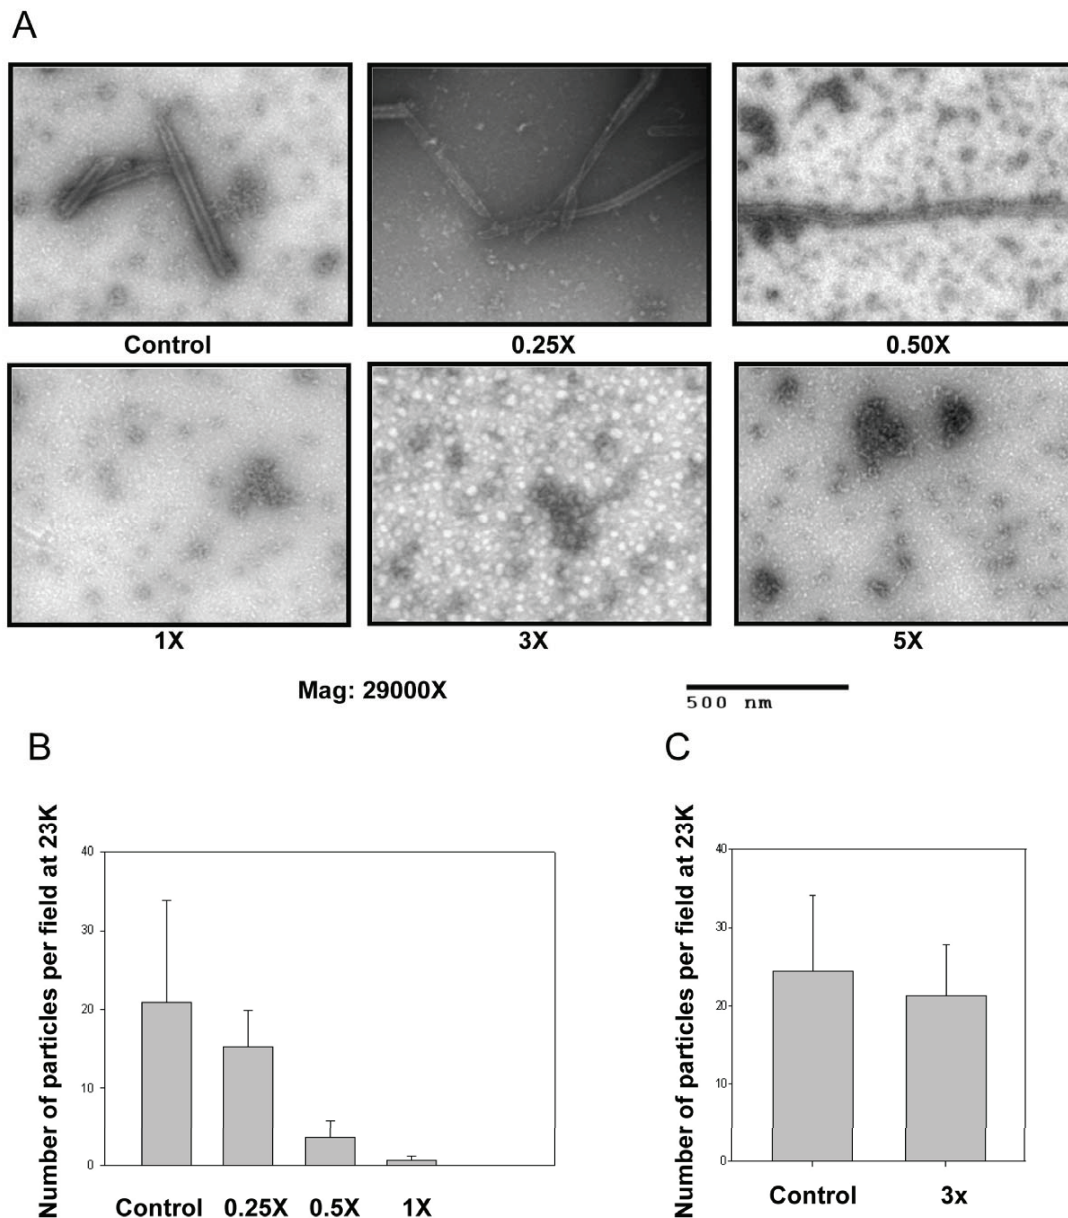 A
Control
0.25X
0.50X
1X
3X
5X
Mag: 29000X
500 nm
B
C
Number of particles per field at 23K
40
30
20
10
0
Control
0.25X
0.5X
1X
Number of particles per field at 23K
40
30
20
10
0
Control
3x